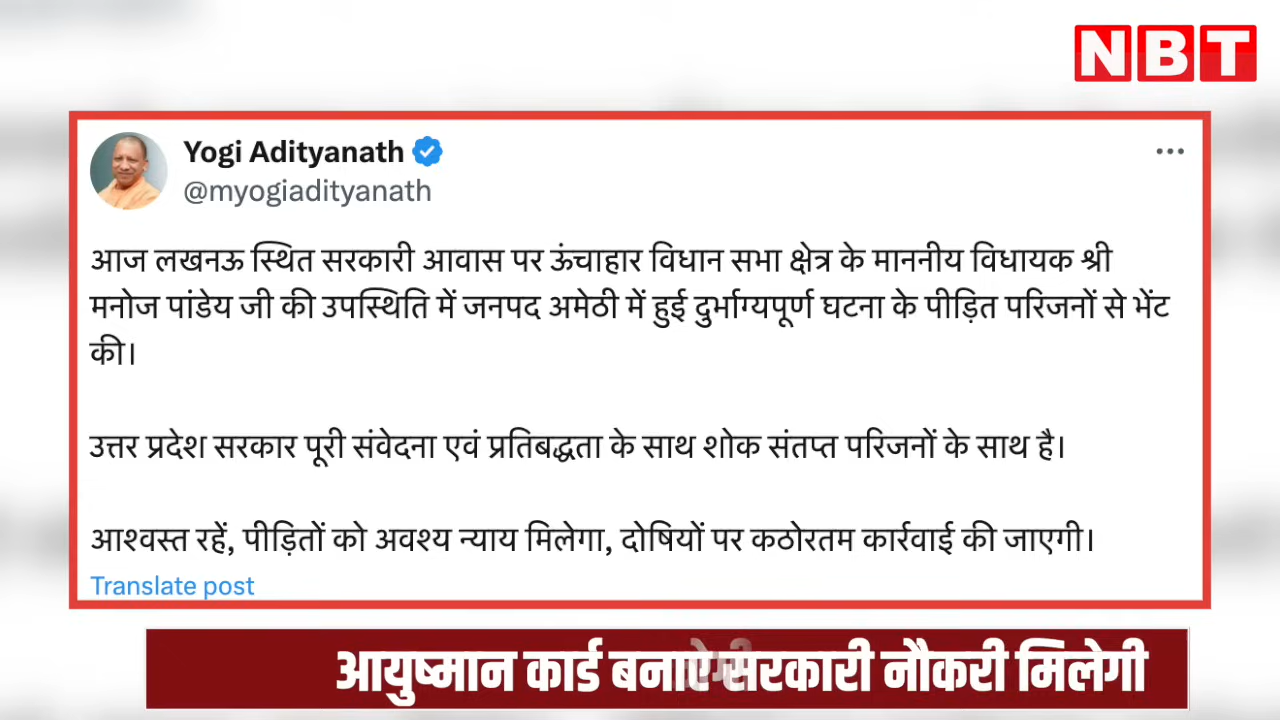 NBT
Yogi Adityanath
@myogiadityanath
आज लखनऊ स्थित सरकारी आवास पर ऊंचाहार विधान सभा क्षेत्र के माननीय विधायक श्री
मनोज पांडेय जी की उपस्थिति में जनपद अमेठी में हुई दुर्भाग्यपूर्ण घटना के पीड़ित परिजनों से भेंट
की।
उत्तर प्रदेश सरकार पूरी संवेदना एवं प्रतिबद्धता के साथ शोक संतप्त परिजनों के साथ है।
आश्वस्त रहें, पीड़ितों को अवश्य न्याय मिलेगा, दोषियों पर कठोरतम कार्रवाई की जाएगी।
Translate post
आयुष्मान कार्ड सरकारी नौकरी मिलेगी